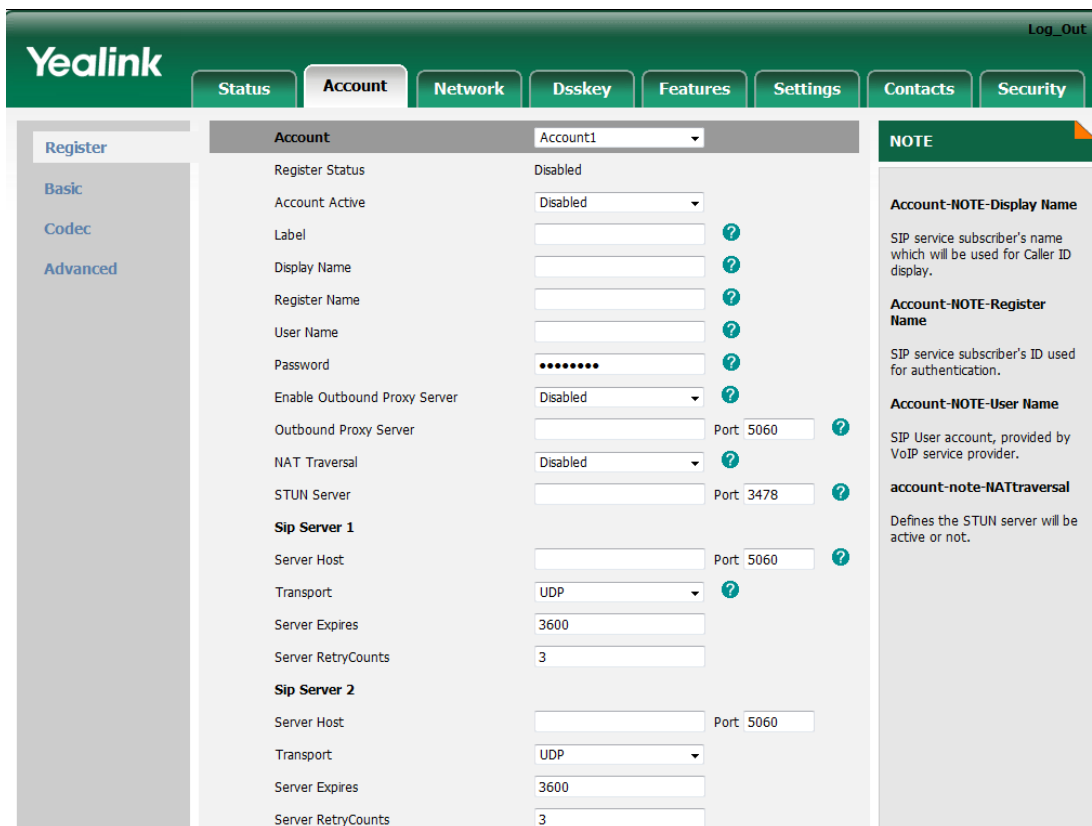 Log_Out
Yealink
Status Account Network Dsskey Features Settings Contacts Security
Register
Basic
Codec
Advanced
Account Account1
Register Status Disabled
Account Active Disabled
Label ?
Display Name ?
Register Name ?
User Name ?
Password •••••••• ?
Enable Outbound Proxy Server Disabled ?
Outbound Proxy Server Port 5060 ?
NAT Traversal Disabled ?
STUN Server Port 3478 ?
Sip Server 1
Server Host Port 5060 ?
Transport UDP ?
Server Expires 3600
Server RetryCounts 3
Sip Server 2
Server Host Port 5060
Transport UDP
Server Expires 3600
Server RetryCounts 3
NOTE
Account-NOTE-Display Name
SIP service subscriber's name
which will be used for Caller ID
display.
Account-NOTE-Register
Name
SIP service subscriber's ID used
for authentication.
Account-NOTE-User Name
SIP User account, provided by
VoIP service provider.
account-note-NATtraversal
Defines the STUN server will be
active or not.